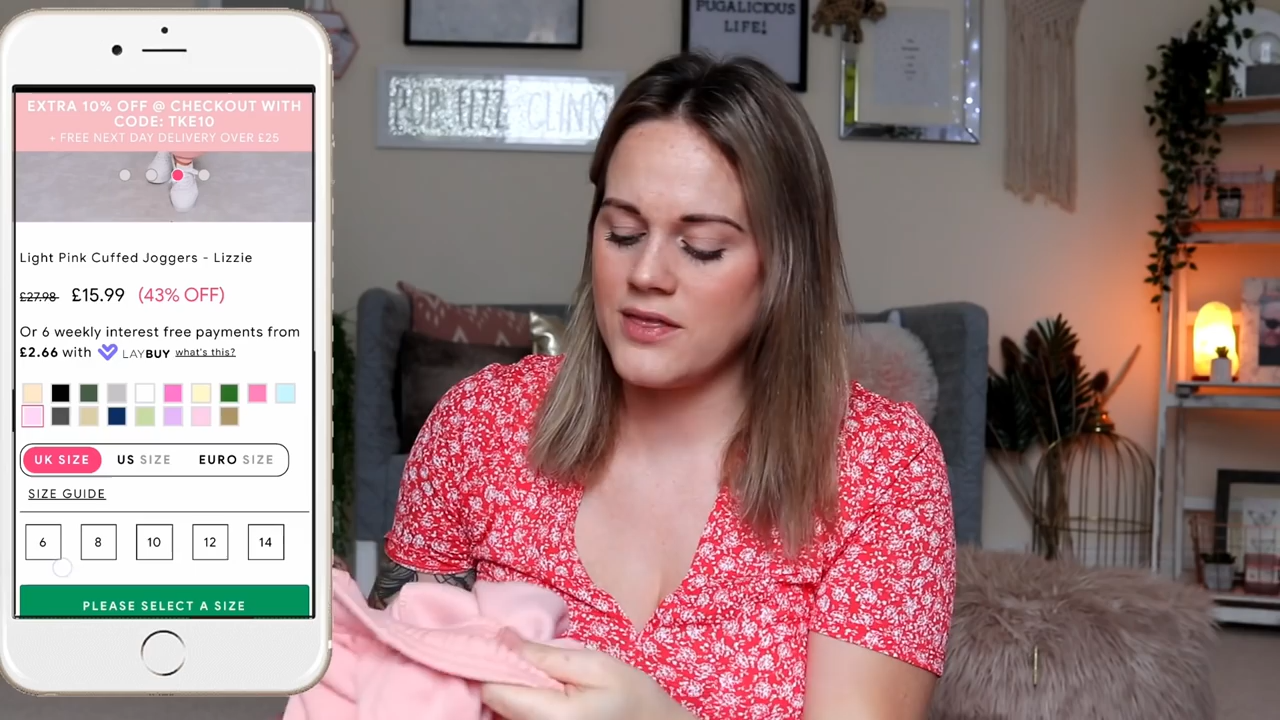 EXTRA 10% OFF @ CHECKOUT WITH
CODE: TKE10
+ FREE NEXT DAY DELIVERY OVER £25
Light Pink Cuffed Joggers - Lizzie
£27.98 £15.99 (43% OFF)
Or 6 weekly interest free payments from
£2.66 with LAYBUY what's this?
UK SIZE US SIZE EURO SIZE
SIZE GUIDE
6 8 10 12 14
PLEASE SELECT A SIZE
PUGALICIOUS
LIFE!
POP FIZZ CLINK